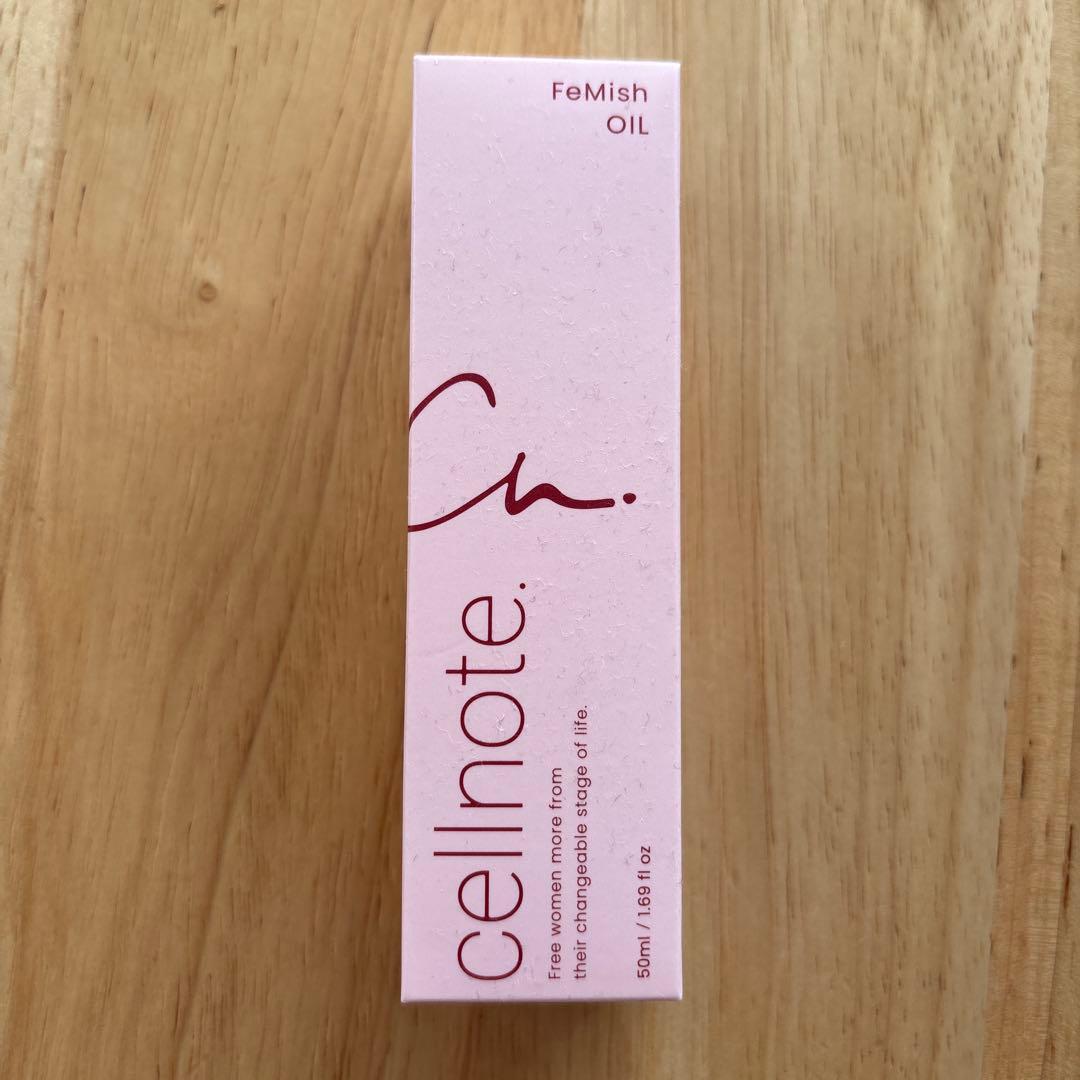 FeMish
OIL
cn.
cellnote.
Free women more from
their changeable stage of life.
50ml / 1.69 fl oz